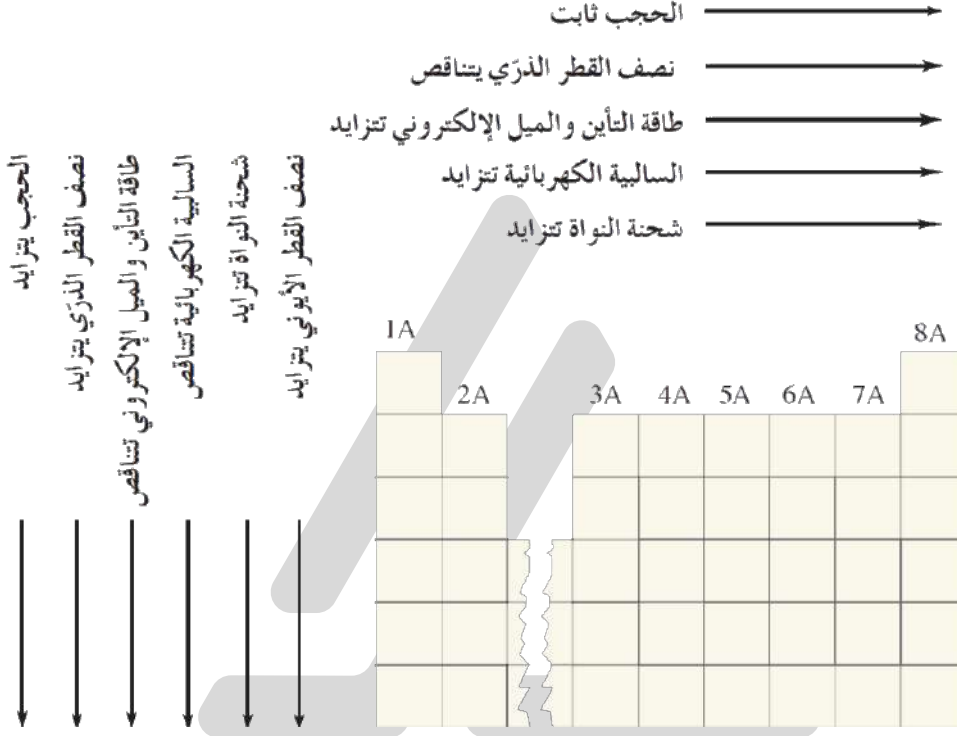 الحجب ثابت
نصف القطر الذرّي يتناقص
طاقة التأين والميل الإلكتروني تتزايد
السالبية الكهربائية تتزايد
شحنة النواة تتزايد
نصف القطر الأيوني يتزايد
شحنة النواة تتزايد
السالبية الكهربائية تتناقص
طاقة التأين والميل الإلكتروني تتناقص
نصف القطر الذرّي يتزايد
الحجب يتزايد
1A 8A
2A 3A 4A 5A 6A 7A